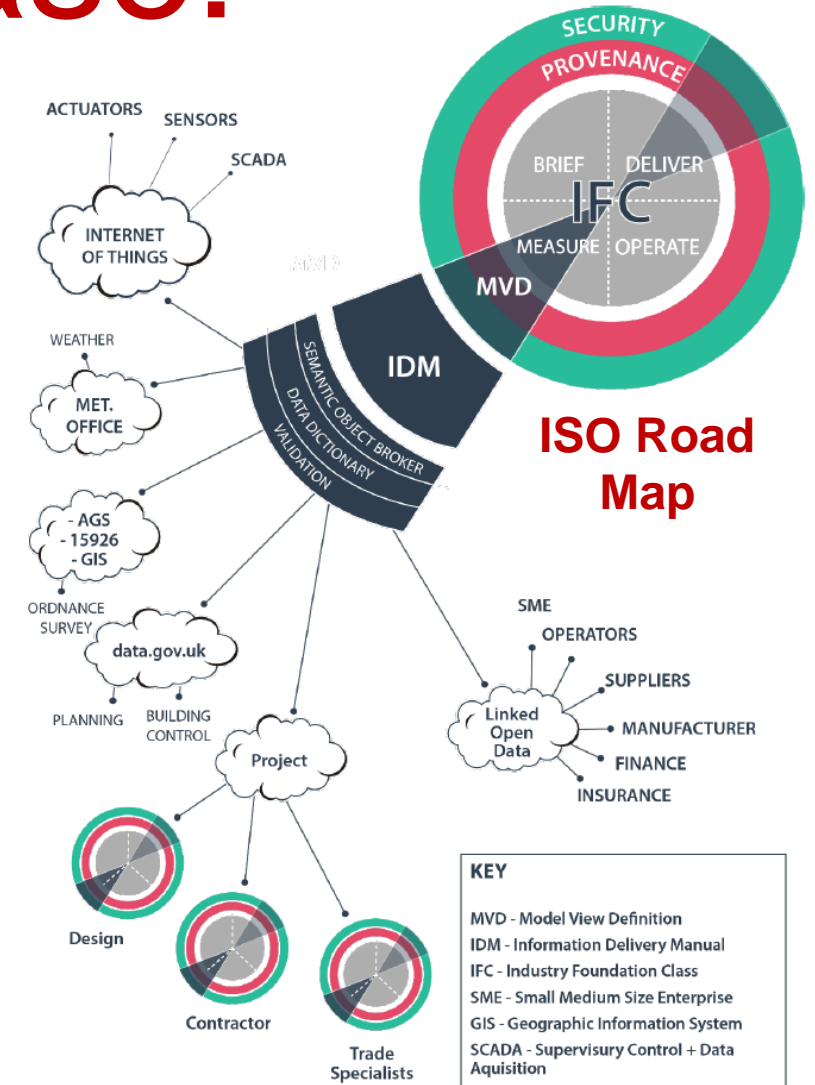 SECURITY
PROVENANCE
BRIEF
DELIVER
IFC
MEASURE
OPERATE
MVD
ACTUATORS
SENSORS
SCADA
INTERNET
OF THINGS
IDM
SEMANTIC OBJECT BROKER
DATA DICTIONARY
VALIDATION
WEATHER
MET.
OFFICE
ISO Road
Map
- AGS
- 15926
- GIS
ORDNANCE
SURVEY
data.gov.uk
PLANNING
BUILDING
CONTROL
SME
OPERATORS
SUPPLIERS
Linked
Open
Data
MANUFACTURER
FINANCE
INSURANCE
Project
Design
Contractor
Trade
Specialists
KEY
MVD - Model View Definition
IDM - Information Delivery Manual
IFC - Industry Foundation Class
SME - Small Medium Size Enterprise
GIS - Geographic Information System
SCADA - Supervisury Control + Data
Aquisition